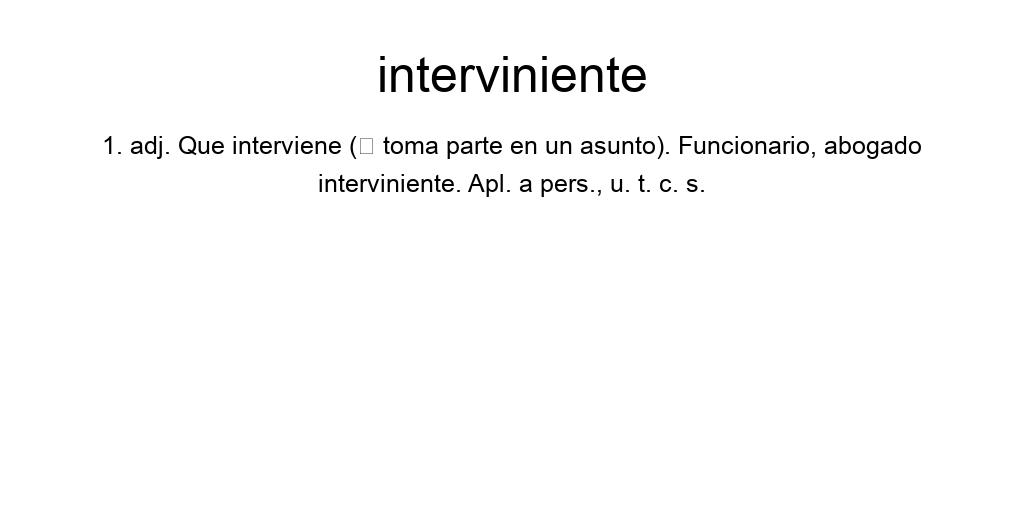 interviniente
1. adj. Que interviene (□ toma parte en un asunto). Funcionario, abogado
interviniente. Apl. a pers., u. t. c. s.